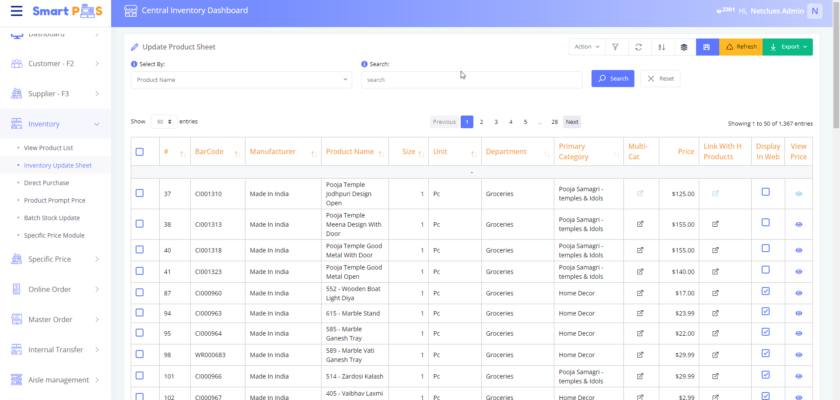 Smart POS
Central Inventory Dashboard
2301 Hi, Netclues Admin N
Dashboard
Customer - F2
Supplier - F3
Inventory
View Product List
Inventory Update Sheet
Direct Purchase
Product Prompt Price
Batch Stock Update
Specific Price Module
Specific Price
Online Order
Master Order
Internal Transfer
Aisle management
Update Product Sheet
Action
Refresh
Export
Select By:
Search:
Product Name
search
Search
Reset
Show 50 entries
Previous 1 2 3 4 5 ... 28 Next
Showing 1 to 50 of 1,367 entries
# BarCode Manufacturer Product Name Size Unit Department Primary Category Multi-Cat Price Link With H Products Display In Web View Price
-
37 CI001310 Made In India Pooja Temple Jodhpuri Design Open 1 Pc Groceries Pooja Samagri - temples & Idols $125.00
38 CI001313 Made In India Pooja Temple Meena Design With Door 1 Pc Groceries Pooja Samagri - temples & Idols $155.00
40 CI001318 Made In India Pooja Temple Good Metal With Door 1 Pc Groceries Pooja Samagri - temples & Idols $155.00
41 CI001323 Made In India Pooja Temple Good Metal Open 1 Pc Groceries Pooja Samagri - temples & Idols $140.00
87 CI000960 Made In India 552 - Wooden Boat Light Diya 1 Pc Groceries Home Decor $17.00
94 CI000963 Made In India 615 - Marble Stand 1 Pc Groceries Home Decor $23.99
95 CI000964 Made In India 585 - Marble Ganesh Tray 1 Pc Groceries Home Decor $22.00
98 WR000683 Made In India 589 - Marble Vati Ganesh Tray 1 Pc Groceries Home Decor $29.99
101 CI000966 Made In India 514 - Zardosi Kalash 1 Pc Groceries Pooja Samagri - temples & Idols $29.99
102 CI000967 Made In India 405 - Vaibhav Laxmi 1 Pc Groceries Home Decor $2.99